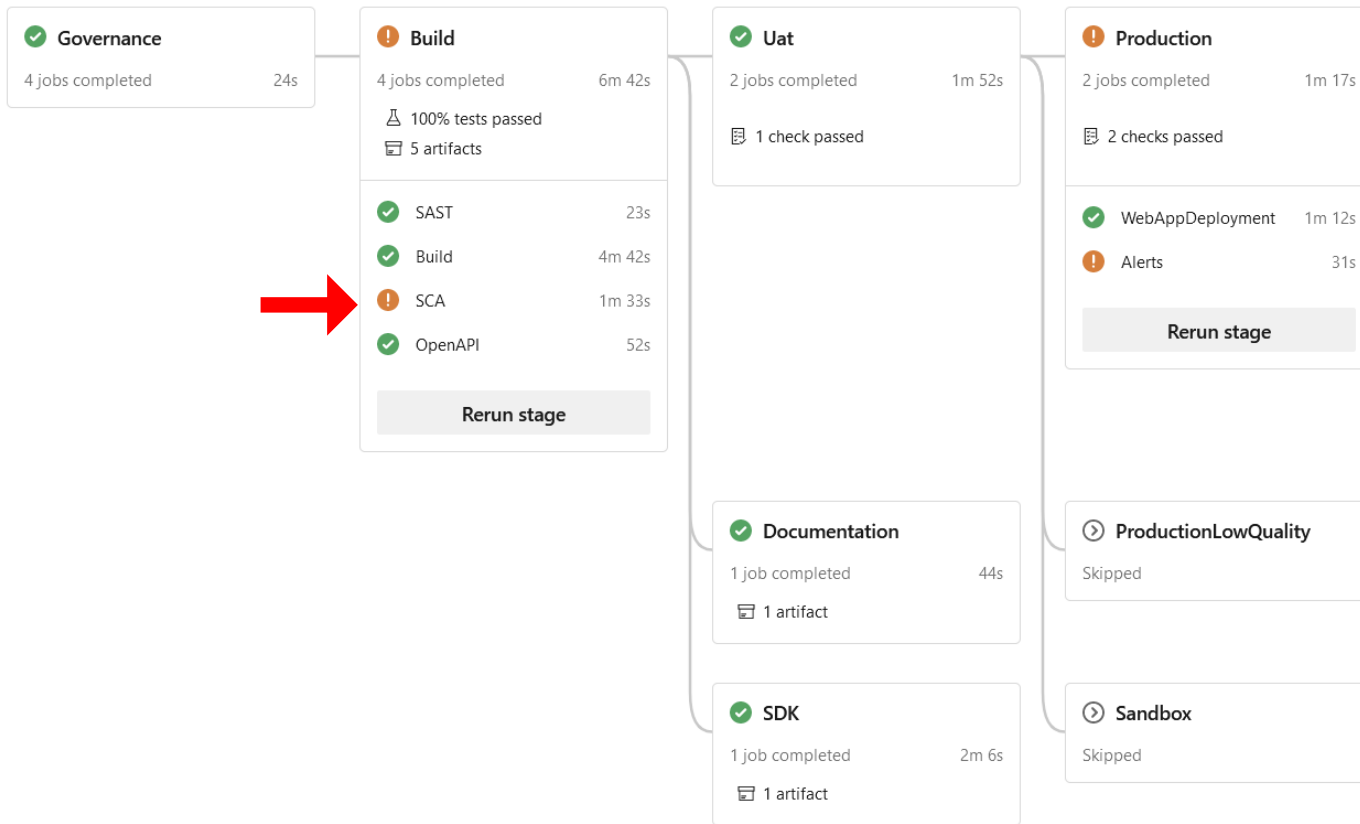 Governance
4 jobs completed 24s
Build
4 jobs completed 6m 42s
100% tests passed
5 artifacts
SAST 23s
Build 4m 42s
SCA 1m 33s
OpenAPI 52s
Rerun stage
Uat
2 jobs completed 1m 52s
1 check passed
Documentation
1 job completed 44s
1 artifact
SDK
1 job completed 2m 6s
1 artifact
Production
2 jobs completed 1m 17s
2 checks passed
WebAppDeployment 1m 12s
Alerts 31s
Rerun stage
ProductionLowQuality
Skipped
Sandbox
Skipped